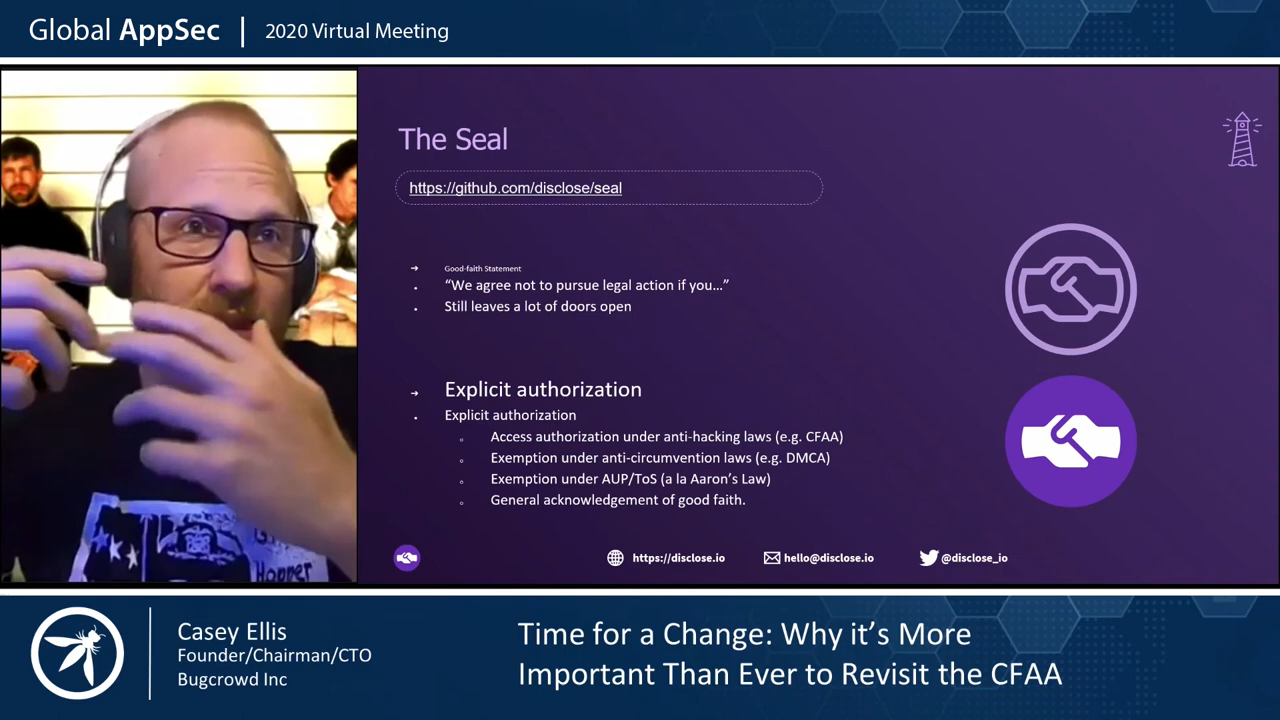 Global AppSec | 2020 Virtual Meeting
The Seal
https://github.com/disclose/seal
Good-faith Statement
“We agree not to pursue legal action if you…”
Still leaves a lot of doors open
Explicit authorization
Explicit authorization
Access authorization under anti-hacking laws (e.g. CFAA)
Exemption under anti-circumvention laws (e.g. DMCA)
Exemption under AUP/ToS (a la Aaron’s Law)
General acknowledgement of good faith.
https://disclose.io
hello@disclose.io
@disclose_io
Hopper
Casey Ellis
Founder/Chairman/CTO
Bugcrowd Inc
Time for a Change: Why it’s More
Important Than Ever to Revisit the CFAA